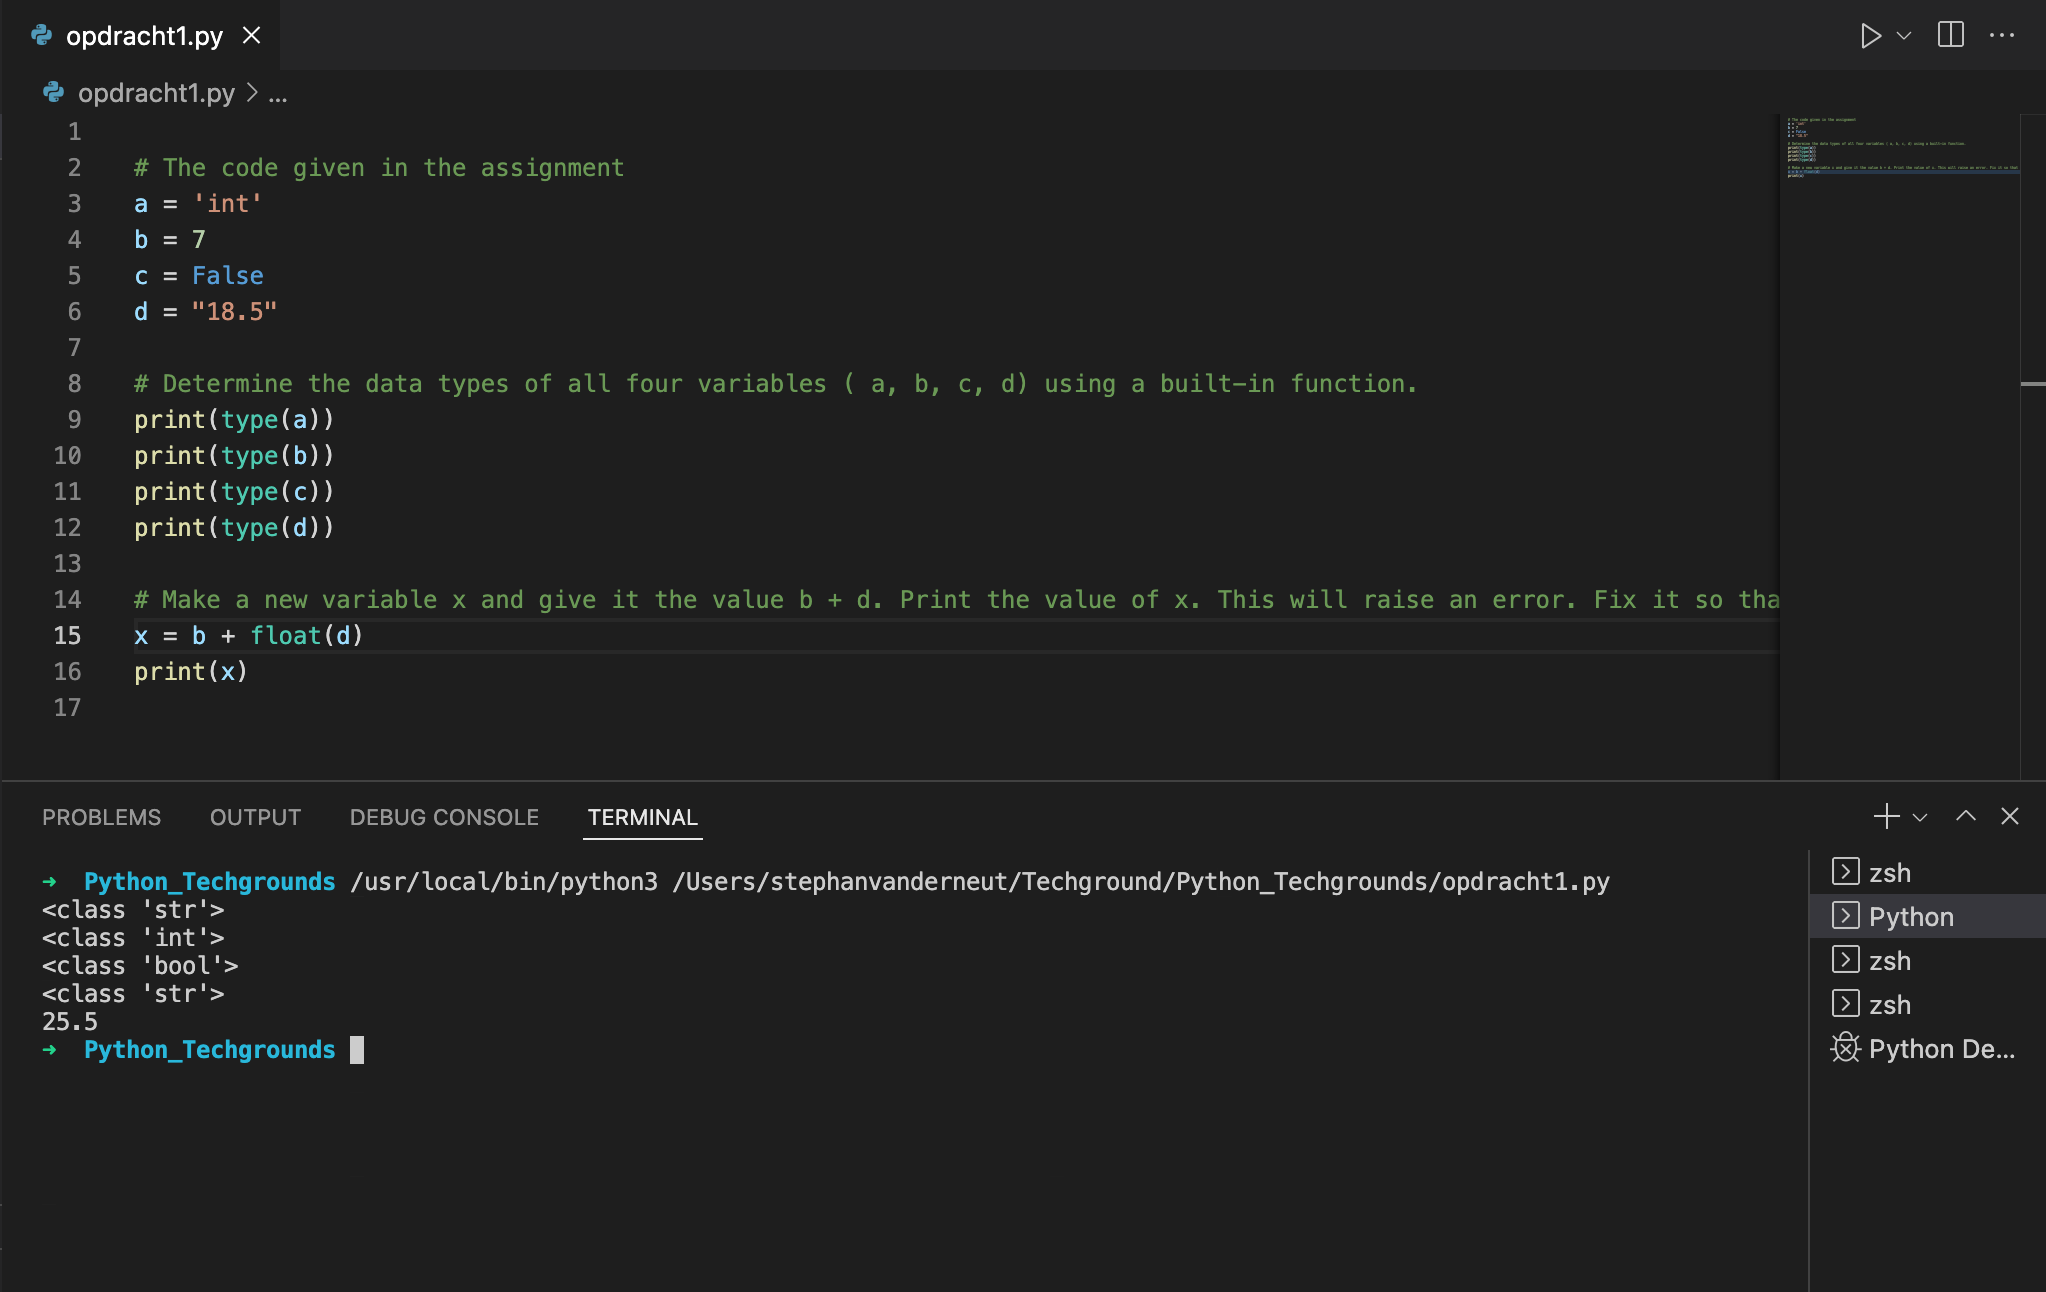 opdracht1.py
opdracht1.py > ...
1
2 # The code given in the assignment
3 a = 'int'
4 b = 7
5 c = False
6 d = "18.5"
7
8 # Determine the data types of all four variables ( a, b, c, d) using a built-in function.
9 print(type(a))
10 print(type(b))
11 print(type(c))
12 print(type(d))
13
14 # Make a new variable x and give it the value b + d. Print the value of x. This will raise an error. Fix it so tha
15 x = b + float(d)
16 print(x)
17
PROBLEMS OUTPUT DEBUG CONSOLE TERMINAL
➜ Python_Techgrounds /usr/local/bin/python3 /Users/stephanvanderneut/Techground/Python_Techgrounds/opdracht1.py
<class 'str'>
<class 'int'>
<class 'bool'>
<class 'str'>
25.5
➜ Python_Techgrounds
zsh
Python
zsh
zsh
Python De...